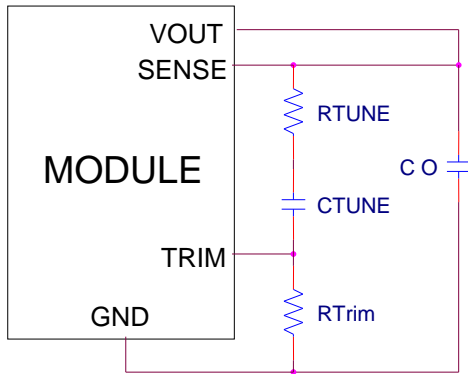 VOUT
SENSE
RTUNE
MODULE
C O
CTUNE
TRIM
GND
RTrim